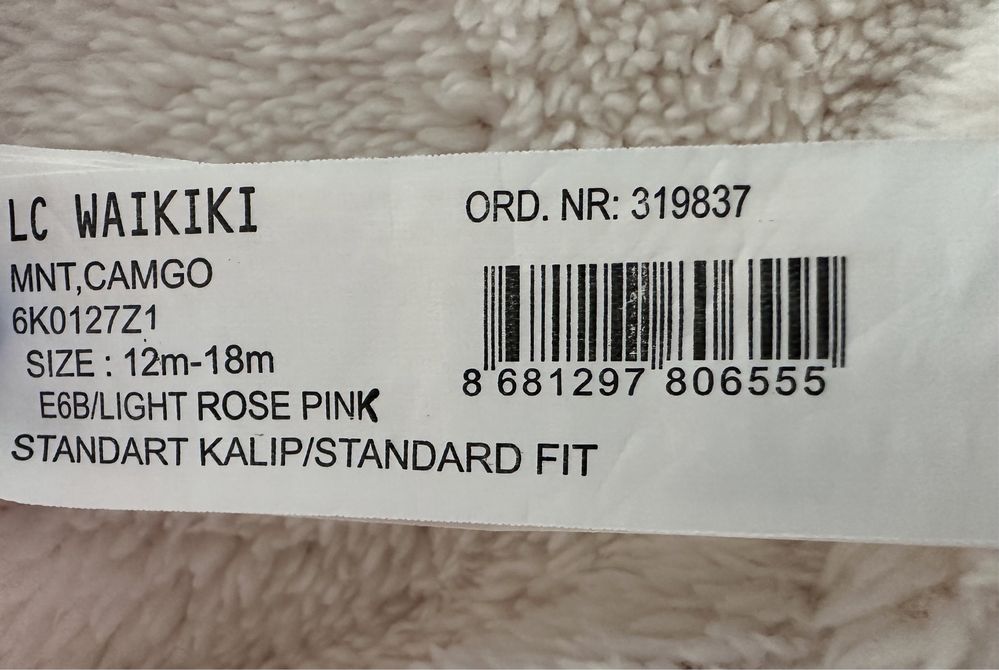 LC WAIKIKI
MNT,CAMGO
6K0127Z1
SIZE : 12m-18m
E6B/LIGHT ROSE PINK
STANDART KALIP/STANDARD FIT
ORD. NR: 319837
8 681297 806555